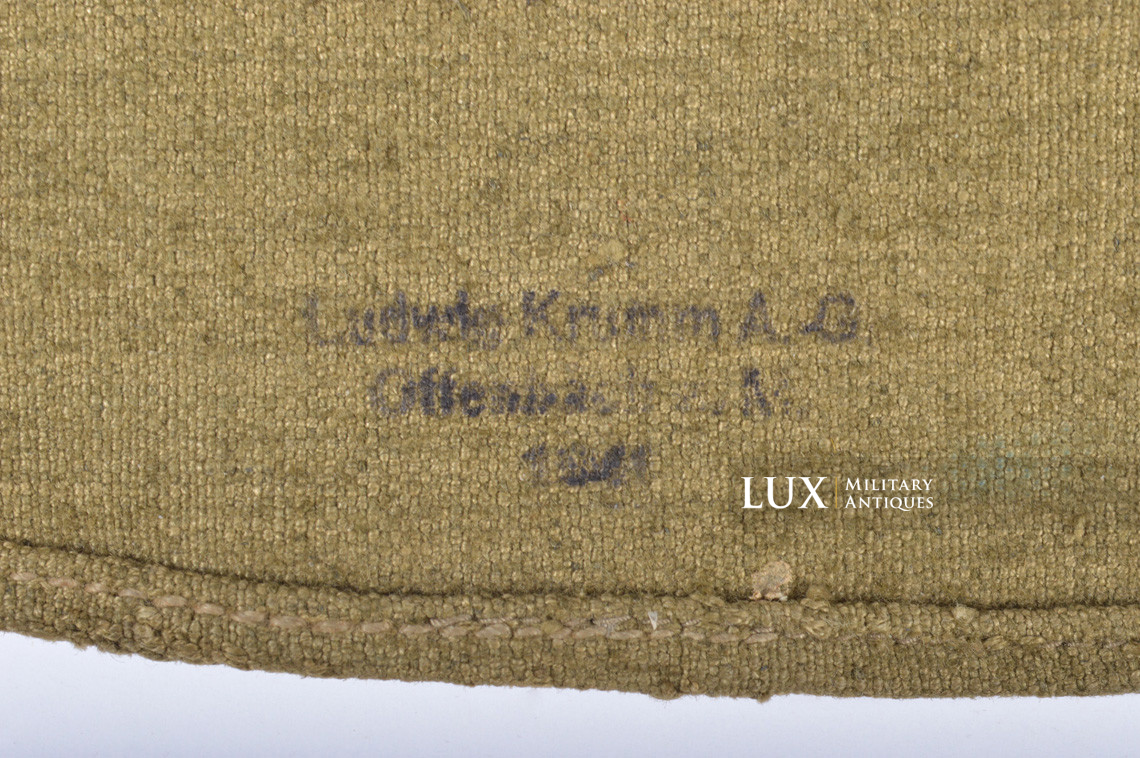 Ludwig Krumm A.-G.
Offenbach a. M.
1941
LUX MILITARY
ANTIQUES